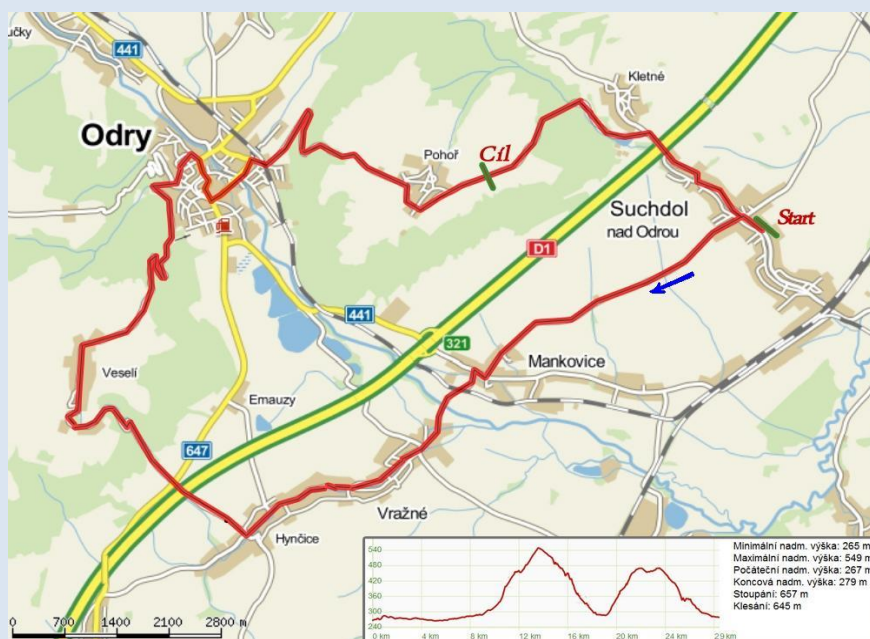 učky
441
Odry
Kletné
Pohoř
Cíl
Suchdol
nad Odrou
Start
D1
441
321
Mankovice
Veselí
Emauzy
647
Vražné
Hynčice
0 700 1400 2100 2800 m
540
480
420
360
300
240
0 km 4 km 8 km 12 km 16 km 20 km 24 km 29 km
Minimální nadm. výška: 265 m
Maximální nadm. výška: 549 m
Počáteční nadm. výška: 267 m
Koncová nadm. výška: 279 m
Stoupání: 657 m
Klesání: 645 m